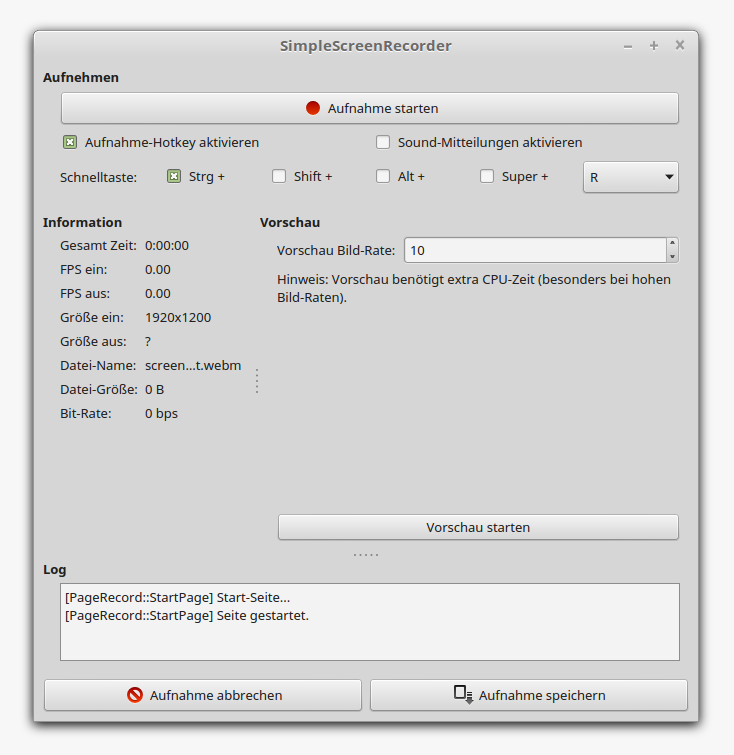 SimpleScreenRecorder
Aufnehmen
Aufnahme starten
Aufnahme-Hotkey aktivieren Sound-Mitteilungen aktivieren
Schnelltaste: Strg + Shift + Alt + Super + R
Information
Gesamt Zeit: 0:00:00
FPS ein: 0.00
FPS aus: 0.00
Größe ein: 1920x1200
Größe aus: ?
Datei-Name: screen...t.webm
Datei-Größe: 0 B
Bit-Rate: 0 bps
Vorschau
Vorschau Bild-Rate: 10
Hinweis: Vorschau benötigt extra CPU-Zeit (besonders bei hohen
Bild-Raten).
Vorschau starten
Log
[PageRecord::StartPage] Start-Seite...
[PageRecord::StartPage] Seite gestartet.
Aufnahme abbrechen Aufnahme speichern